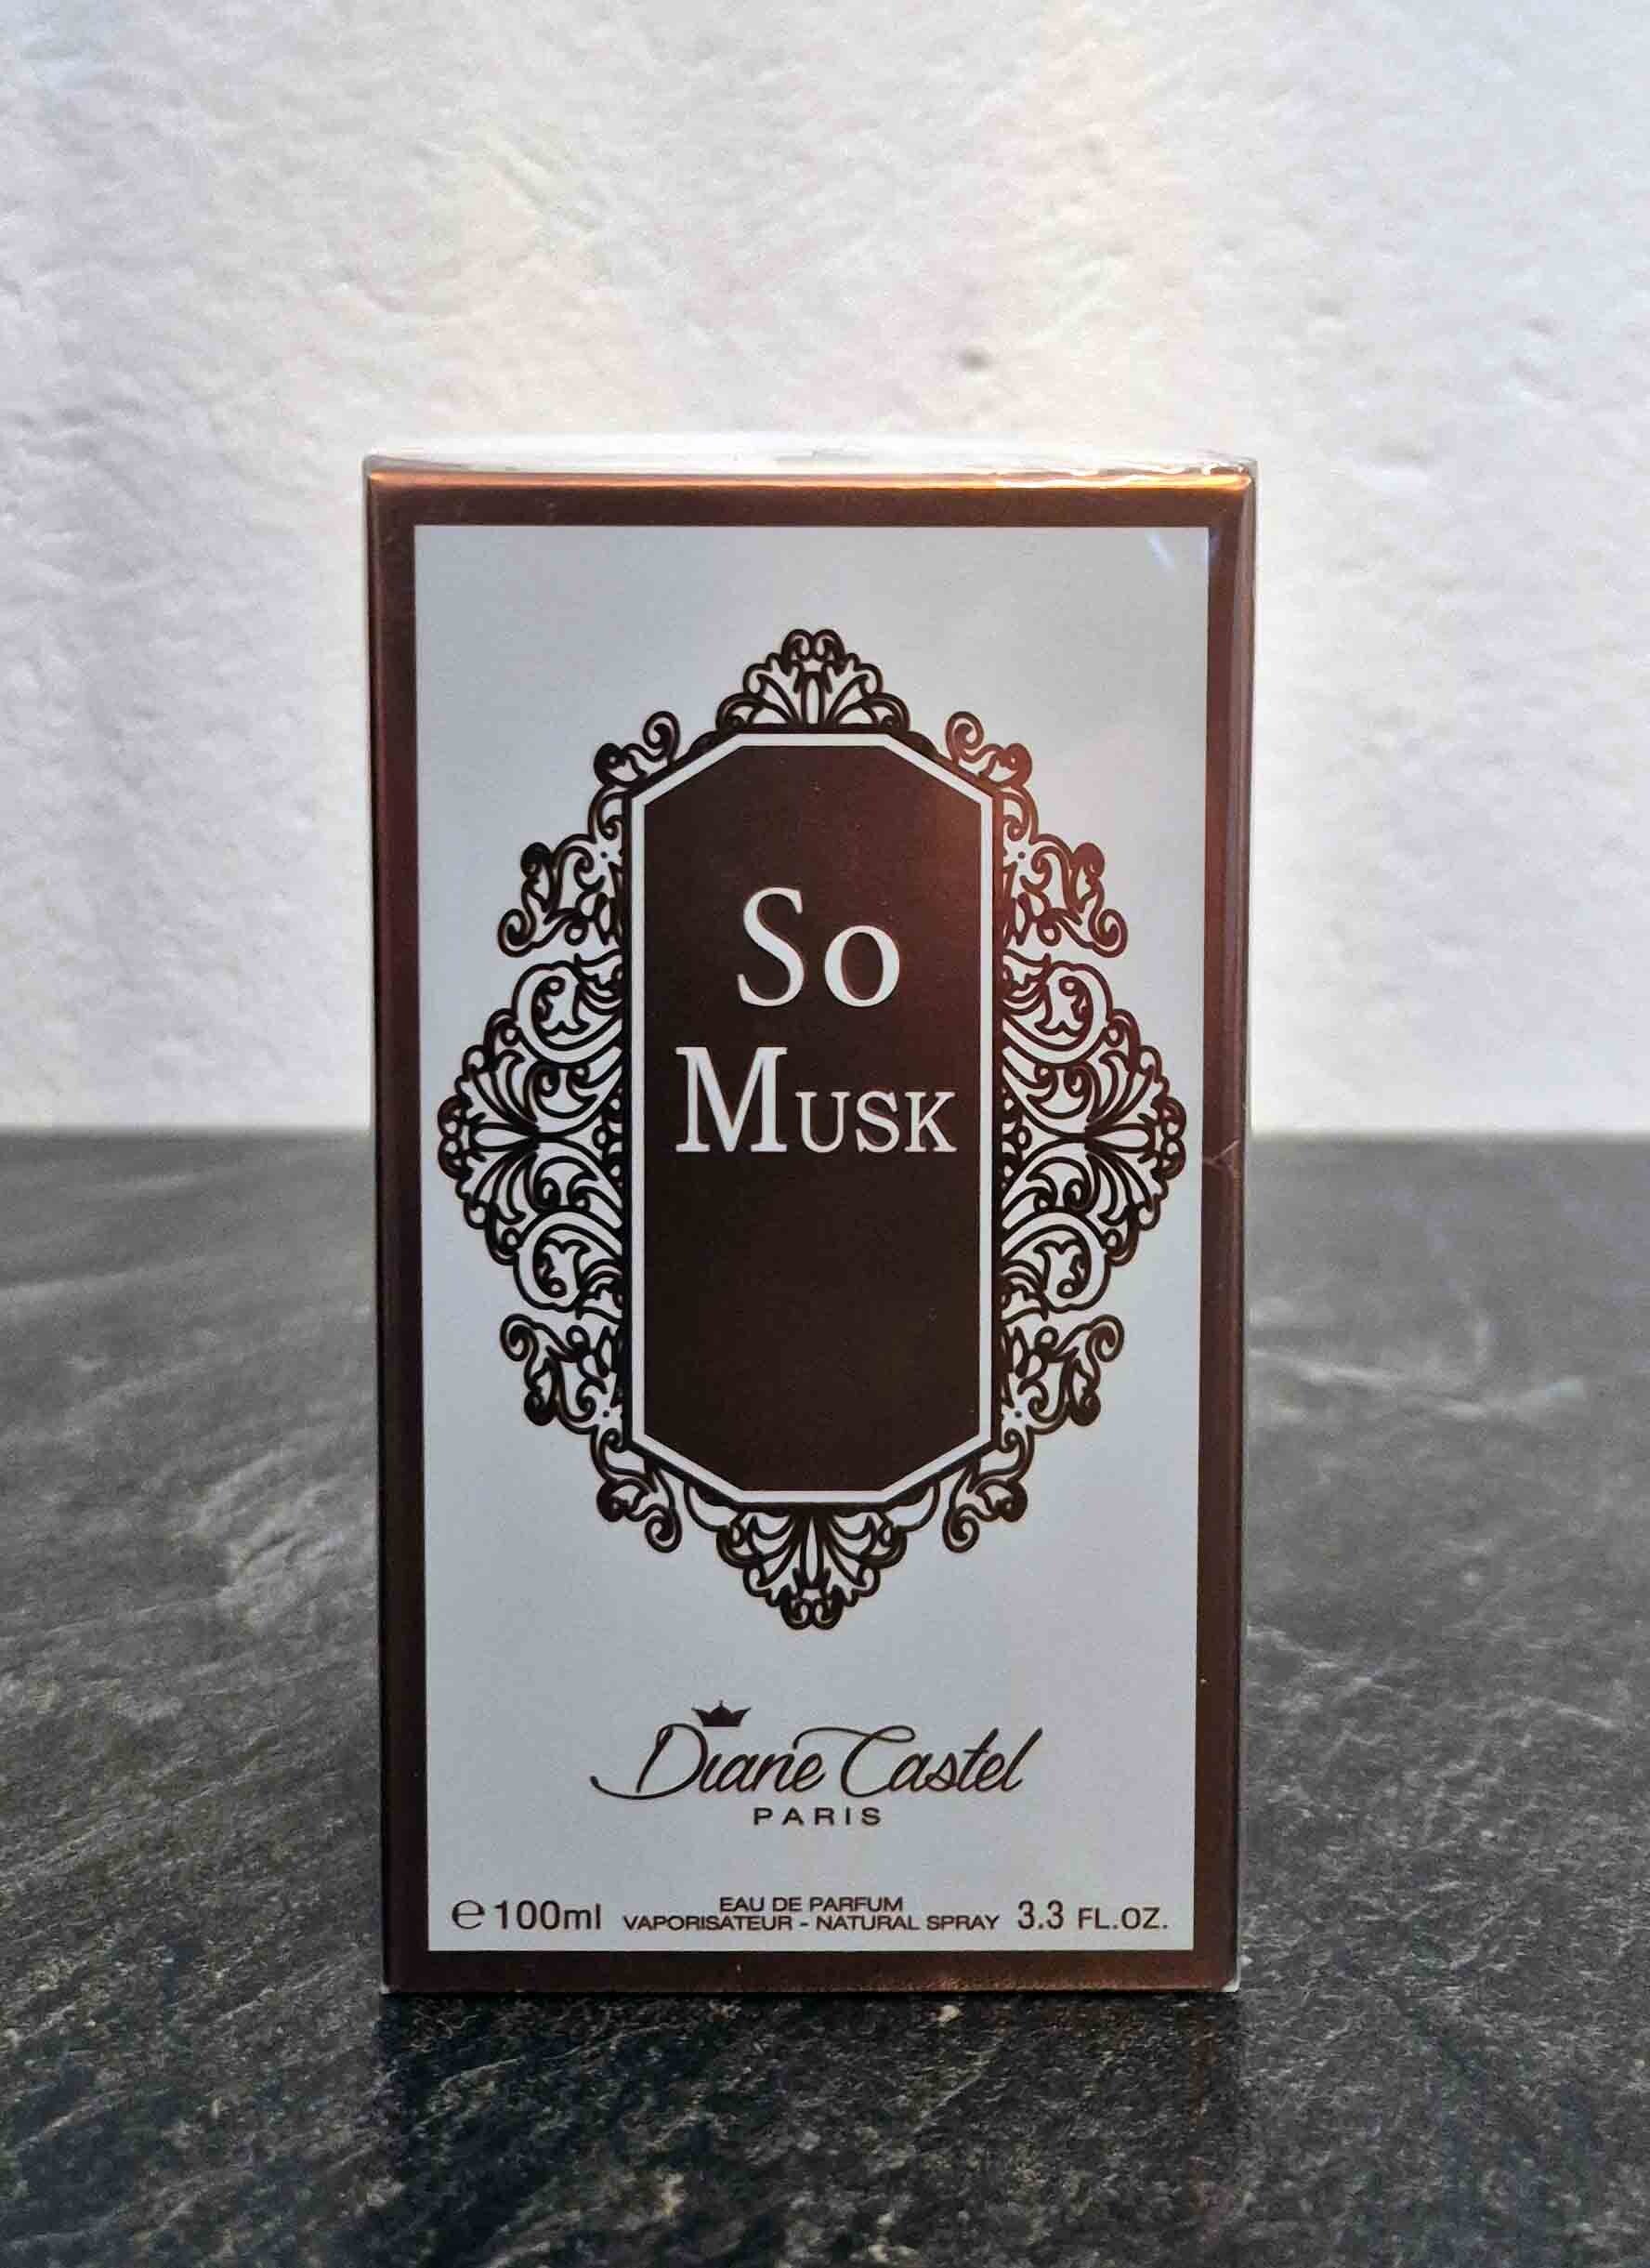 So
Musk
Diane Castel
PARIS
℮100ml
EAU DE PARFUM
VAPORISATEUR - NATURAL SPRAY
3.3 FL.OZ.